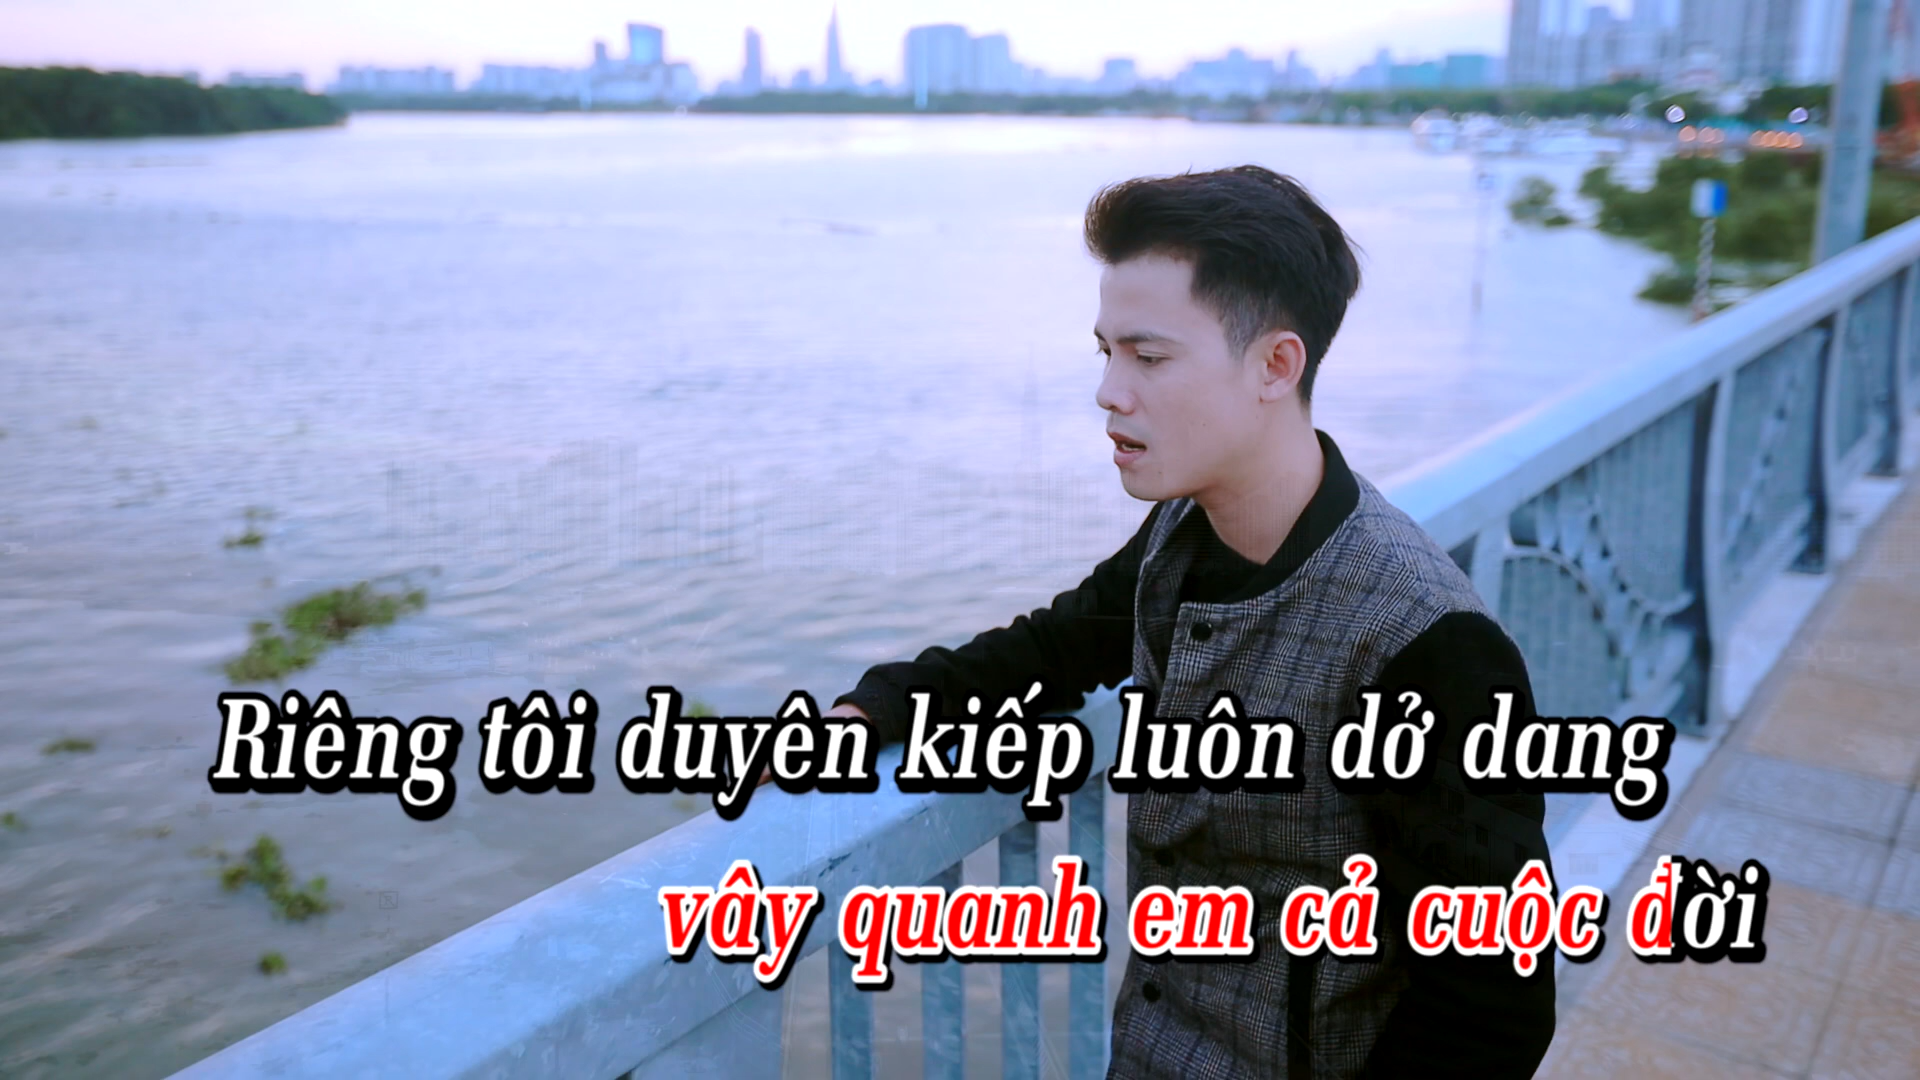 Riêng tôi duyên kiếp luôn dở dang
vây quanh em cả cuộc đời